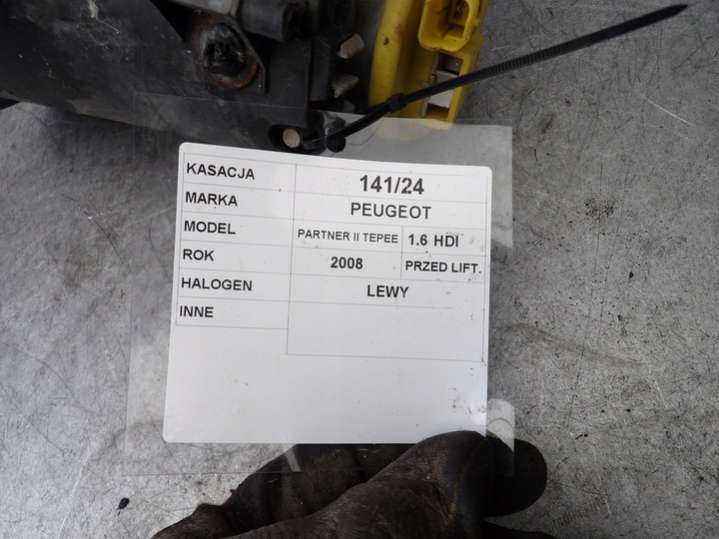 KASACJA 141/24
MARKA PEUGEOT
MODEL PARTNER II TEPEE 1.6 HDI
ROK 2008 PRZED LIFT.
HALOGEN LEWY
INNE